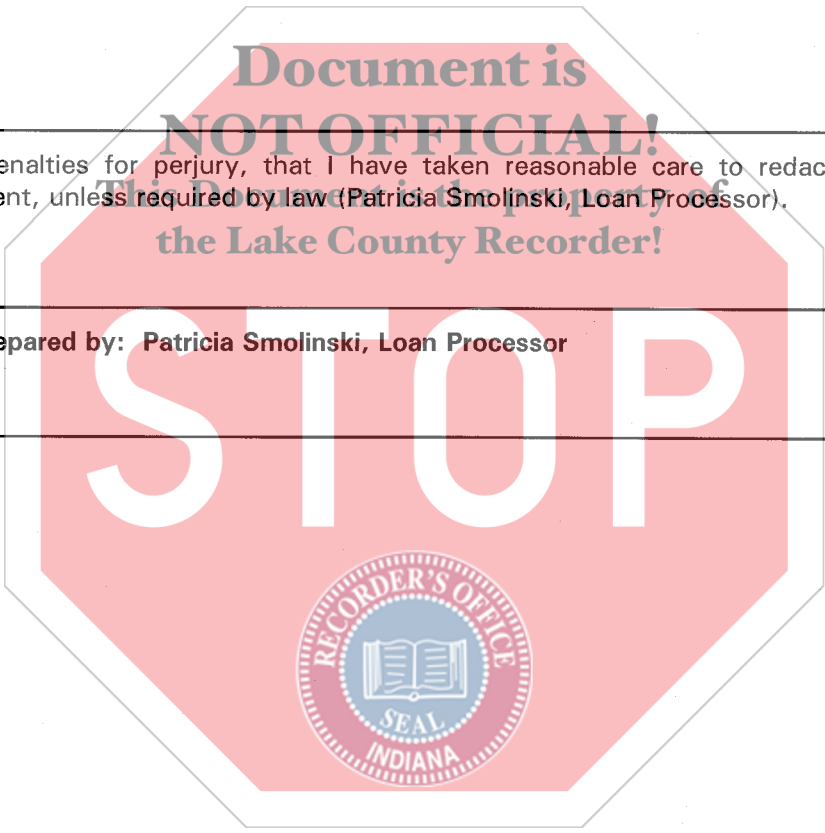 Document is
NOT OFFICIAL!
enalties for perjury, that I have taken reasonable care to redac
This Document is the property of
ent, unless required by law (Patricia Smolinski, Loan Processor).
the Lake County Recorder!
epared by: Patricia Smolinski, Loan Processor
STOP
RECORDER'S OFFICE
SEAL
INDIANA